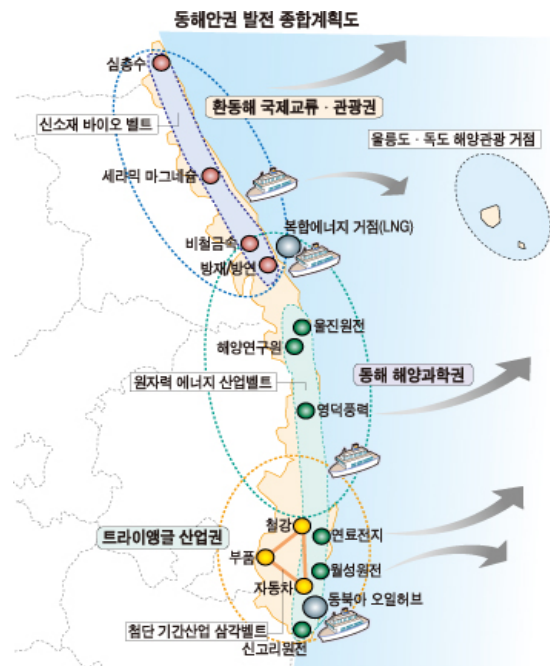 동해안권 발전 종합계획도
심층수
환동해 국제교류 · 관광권
신소재 바이오 벨트
울릉도 · 독도 해양관광 거점
세라믹 마그네슘
복합에너지 거점(LNG)
비철금속
방재/방연
울진원전
해양연구원
동해 해양과학권
원자력 에너지 산업벨트
영덕풍력
철강
연료전지
트라이앵글 산업권
부품
월성원전
자동차
동북아 오일허브
첨단 기간산업 삼각벨트
신고리원전